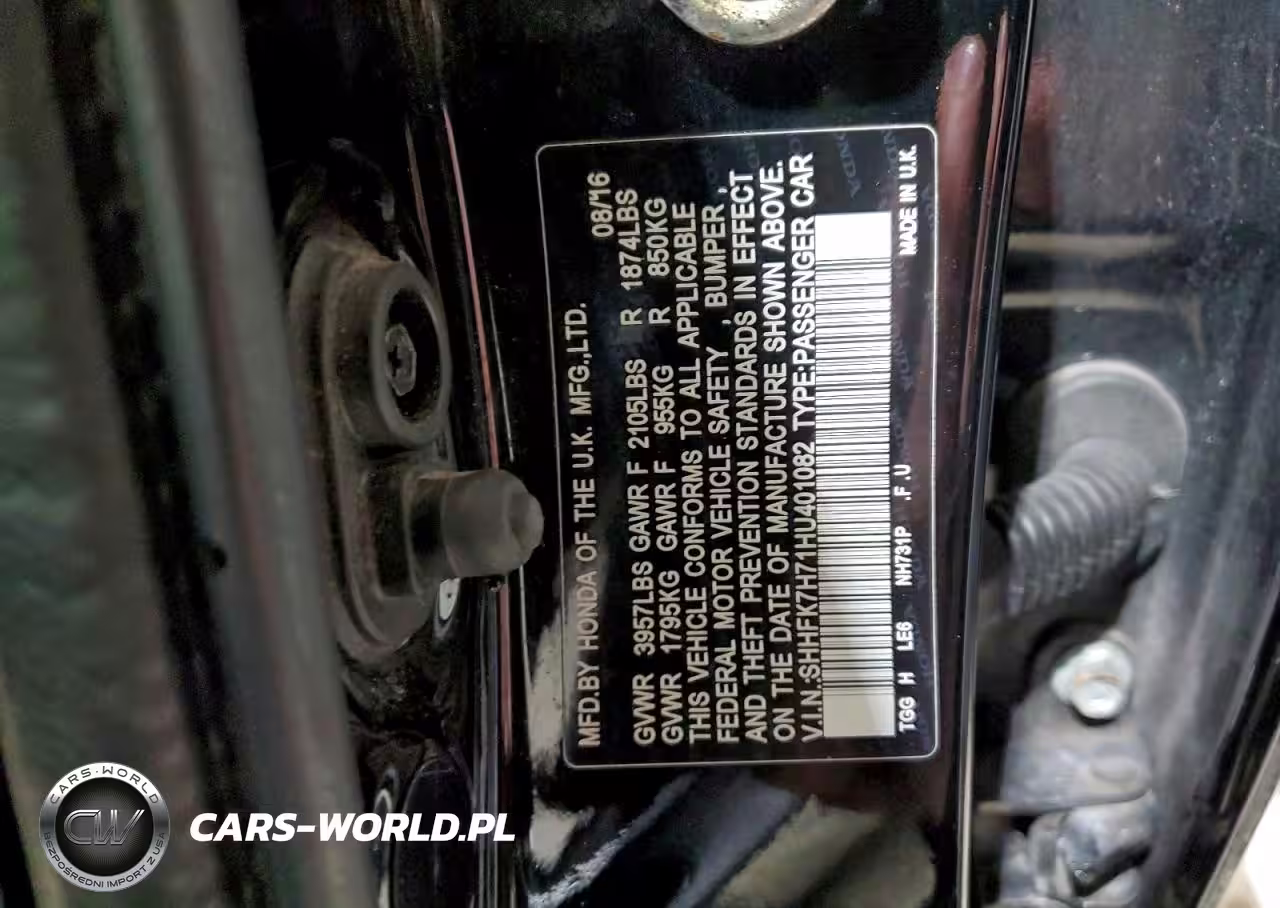 MFD.BY HONDA OF THE U.K. MFG.,LTD. 08/16
GVWR 3957LBS GAWR F 2105LBS R 1874LBS
GVWR 1795KG GAWR F 955KG R 850KG
THIS VEHICLE CONFORMS TO ALL APPLICABLE
FEDERAL MOTOR VEHICLE SAFETY , BUMPER ,
AND THEFT PREVENTION STANDARDS IN EFFECT
ON THE DATE OF MANUFACTURE SHOWN ABOVE.
V.I.N.:SHHFK7H71HU401082 TYPE:PASSENGER CAR
TGG H LE6 NH731P .F .U MADE IN U.K.
CARS-WORLD
CW
BEZPOŚREDNI IMPORT Z USA
CARS-WORLD.PL